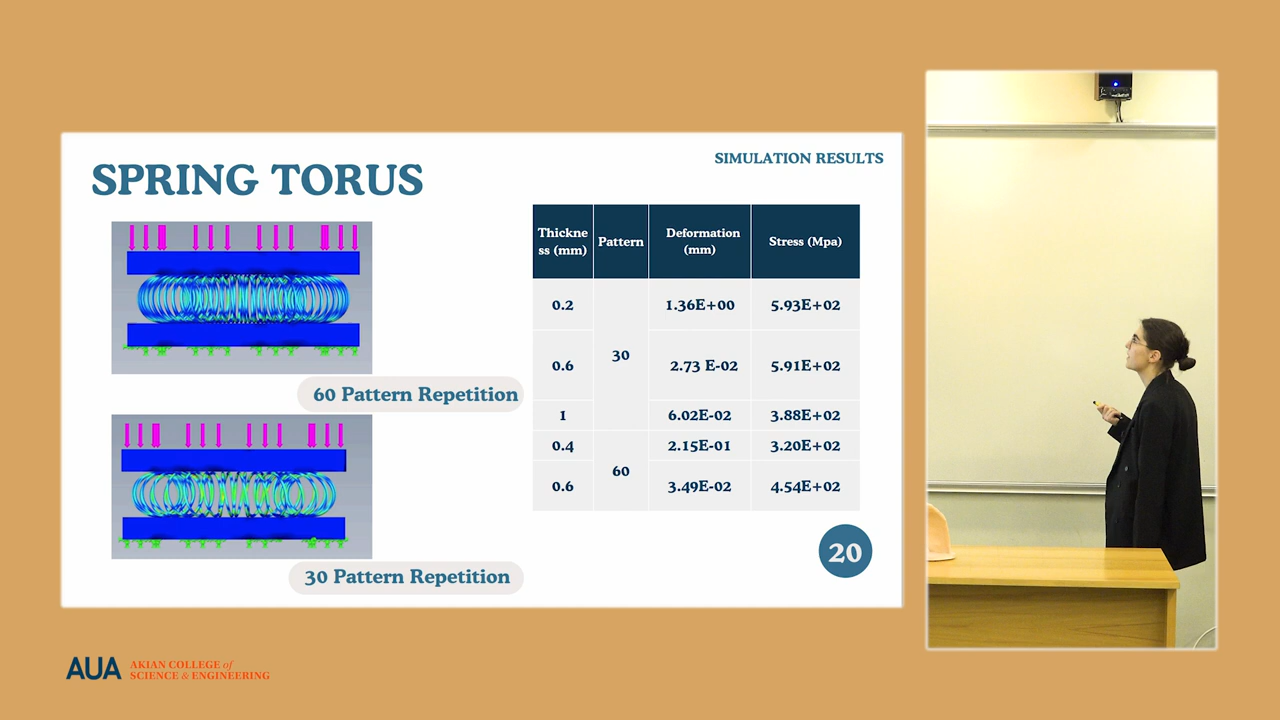 SIMULATION RESULTS
SPRING TORUS
60 Pattern Repetition
30 Pattern Repetition
Thickne
ss (mm)
Pattern
Deformation
(mm)
Stress (Mpa)
0.2
30
1.36E+00
5.93E+02
0.6
2.73 E-02
5.91E+02
1
6.02E-02
3.88E+02
0.4
60
2.15E-01
3.20E+02
0.6
3.49E-02
4.54E+02
20
AUA
AKIAN COLLEGE of
SCIENCE & ENGINEERING